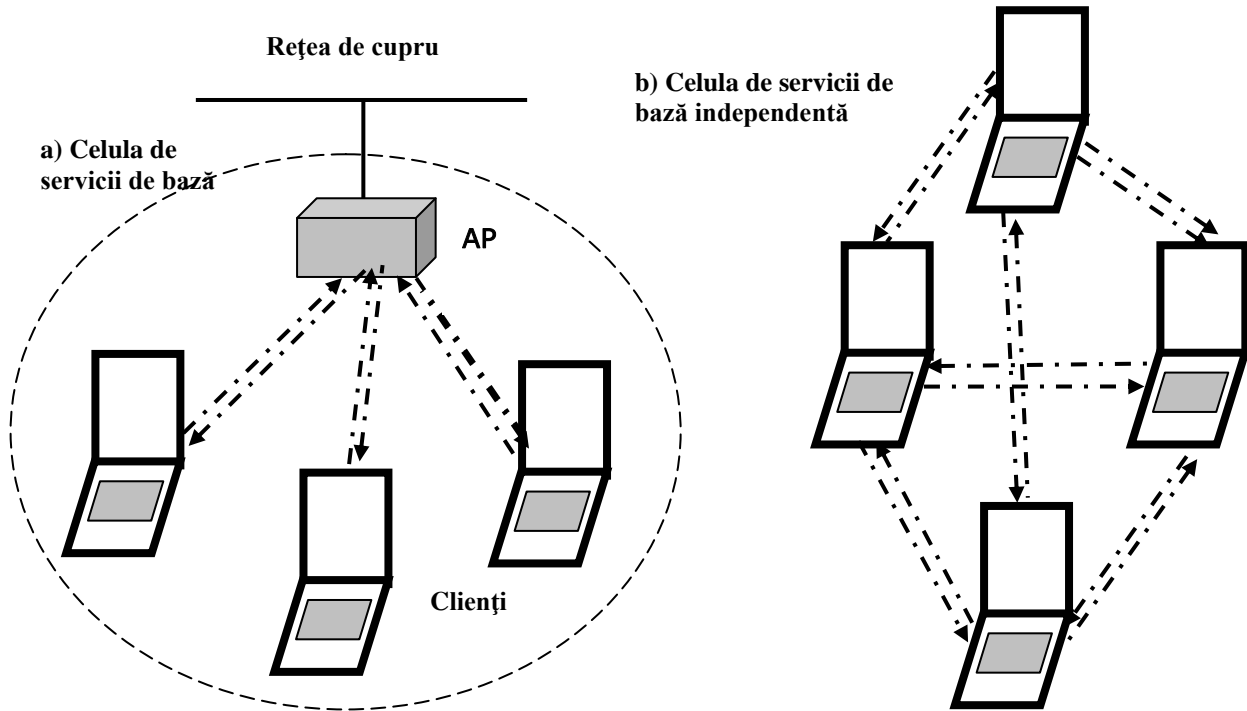 Reţea de cupru
a) Celula de
servicii de bază
AP
Clienţi
b) Celula de servicii de
bază independentă